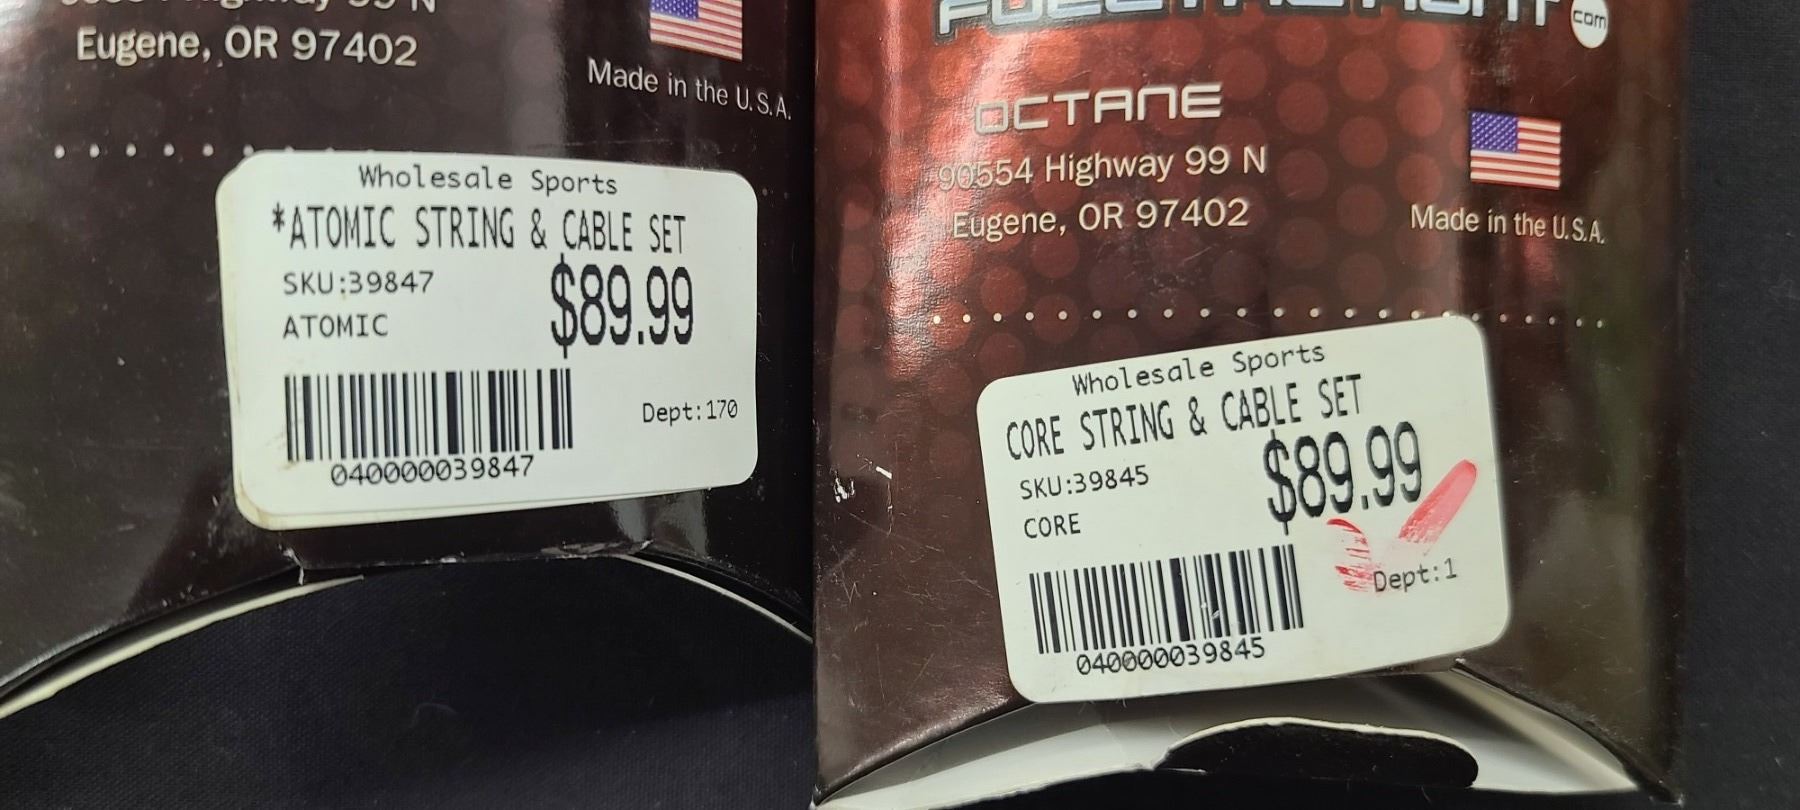 Eugene, OR 97402
Made in the U.S.A.
Wholesale Sports
*ATOMIC STRING & CABLE SET
SKU:39847
$89.99
ATOMIC
Dept:170
040000039847
com
OCTANE
90554 Highway 99 N
Eugene, OR 97402
Made in the U.S.A.
Wholesale Sports
CORE STRING & CABLE SET
SKU:39845
$89.99
CORE
Dept:1
040000039845